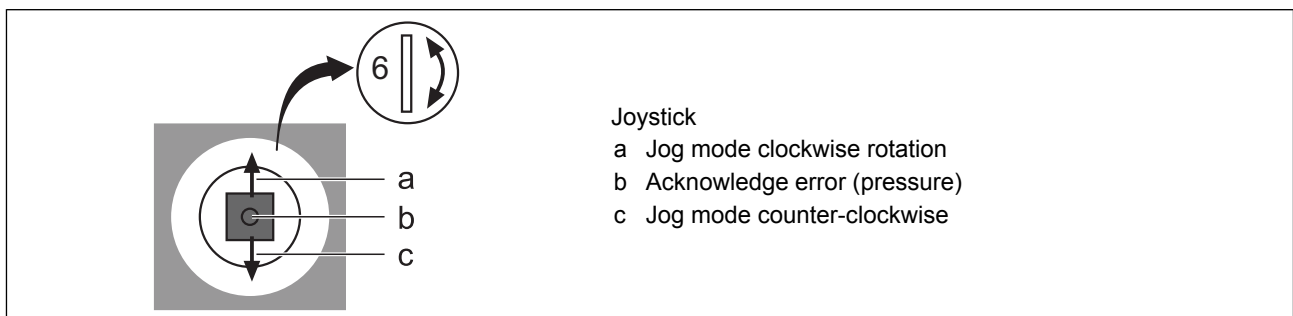 6
a
b
c
Joystick
a Jog mode clockwise rotation
b Acknowledge error (pressure)
c Jog mode counter-clockwise